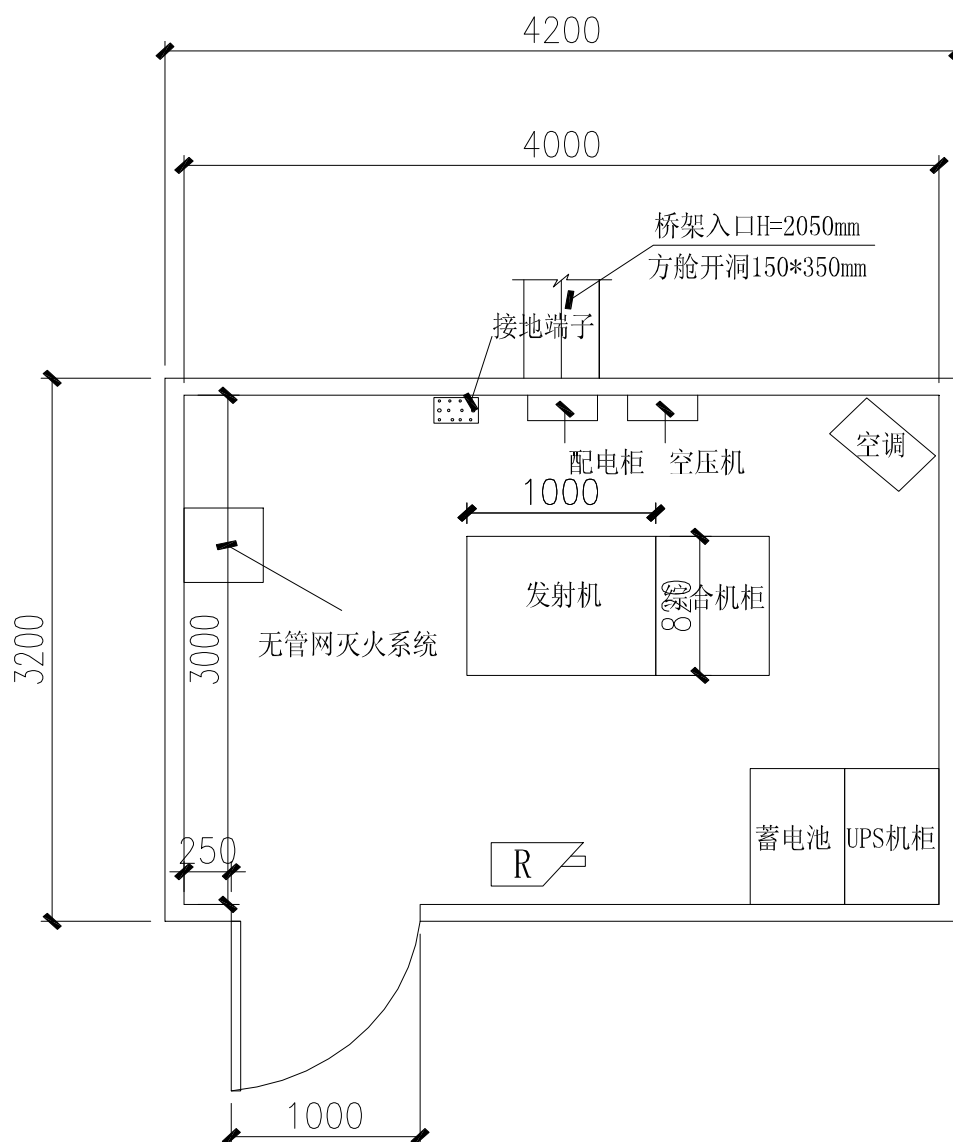 4200
4000
桥架入口H=2050mm
方舱开洞150*350mm
接地端子
配电柜
空压机
空调
1000
发射机
综合机柜
820
无管网灭火系统
3000
3200
250
蓄电池
UPS机柜
R
1000